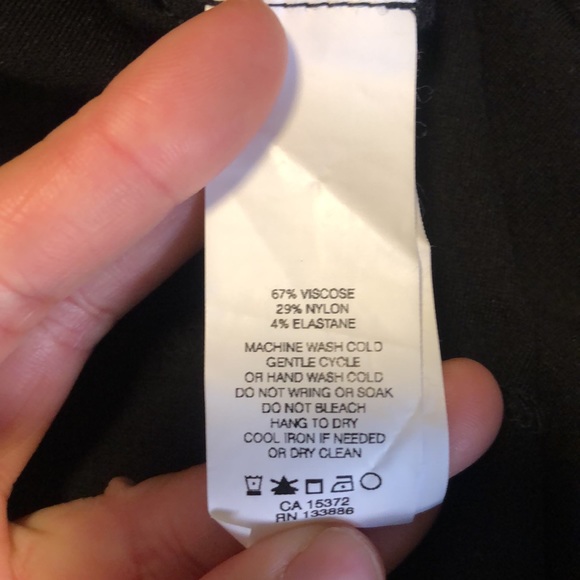 67% VISCOSE
29% NYLON
4% ELASTANE
MACHINE WASH COLD
GENTLE CYCLE
OR HAND WASH COLD
DO NOT WRING OR SOAK
DO NOT BLEACH
HANG TO DRY
COOL IRON IF NEEDED
OR DRY CLEAN
CA 15372
RN 133886